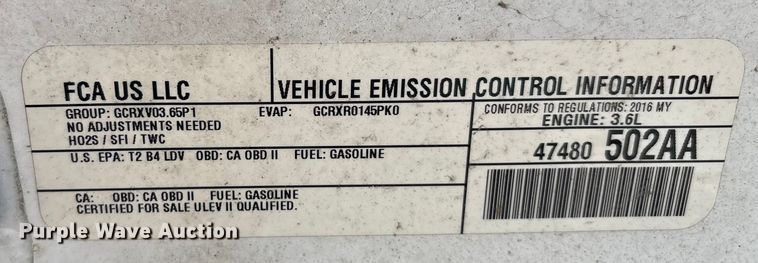 FCA US LLC
VEHICLE EMISSION CONTROL INFORMATION
GROUP: GCRXV03.65P1 EVAP: GCRXR0145PK0
NO ADJUSTMENTS NEEDED
HO2S / SFI / TWC
CONFORMS TO REGULATIONS: 2016 MY
ENGINE: 3.6L
U.S. EPA: T2 B4 LDV OBD: CA OBD II FUEL: GASOLINE
47480 502AA
CA: OBD: CA OBD II FUEL: GASOLINE
CERTIFIED FOR SALE ULEV II QUALIFIED.
Purple Wave Auction